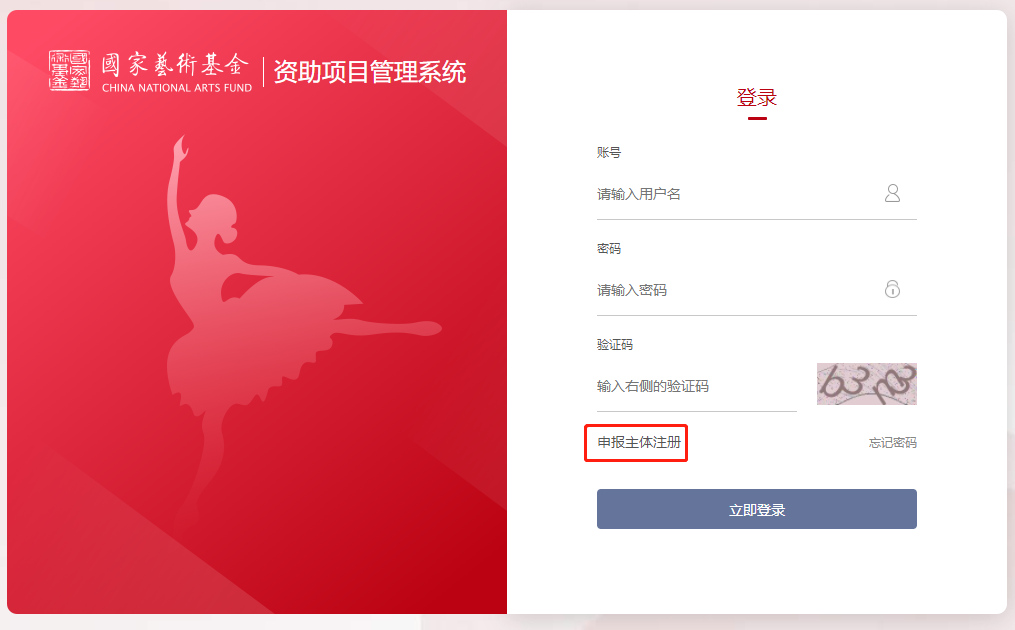 國家藝術基金
CHINA NATIONAL ARTS FUND
资助项目管理系统
登录
账号
请输入用户名
密码
请输入密码
验证码
输入右侧的验证码
申报主体注册
忘记密码
立即登录